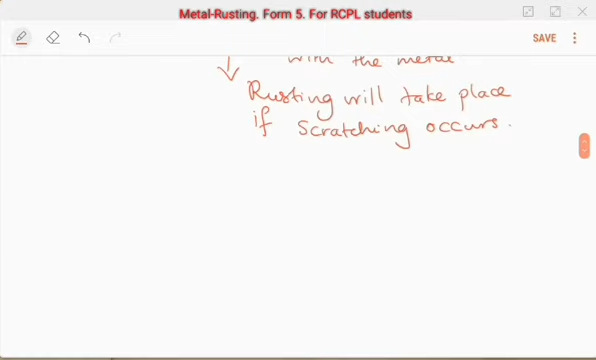 Metal-Rusting. Form 5. For RCPL students
SAVE
with the metal
Rusting will take place
if scratching occurs.